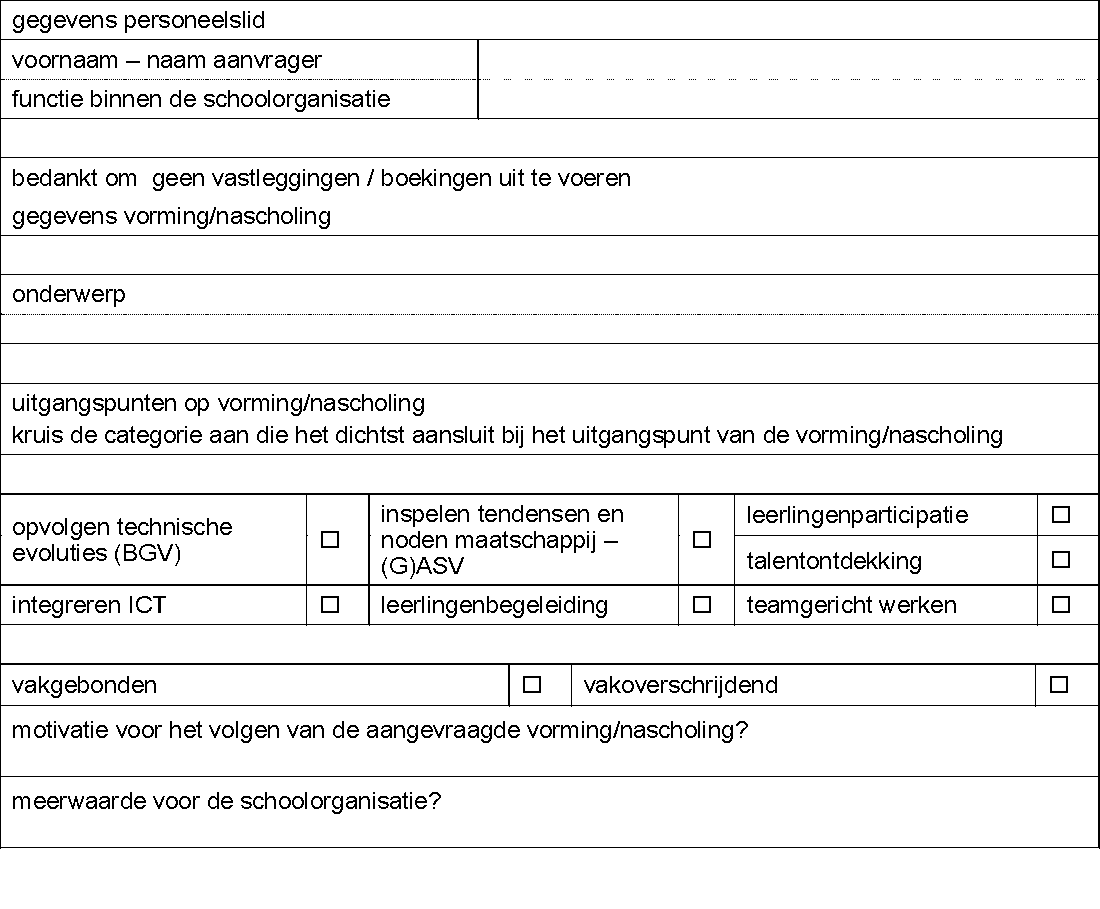 gegevens personeelslid
voornaam – naam aanvrager
functie binnen de schoolorganisatie
bedankt om  geen vastleggingen / boekingen uit te voeren
gegevens vorming/nascholing
onderwerp
uitgangspunten op vorming/nascholing
kruis de categorie aan die het dichtst aansluit bij het uitgangspunt van de vorming/nascholing
opvolgen technische
evoluties (BGV)
inspelen tendensen en
noden maatschappij –
(G)ASV
leerlingenparticipatie
talentontdekking
integreren ICT
leerlingenbegeleiding
teamgericht werken
vakgebonden
vakoverschrijdend
motivatie voor het volgen van de aangevraagde vorming/nascholing?
meerwaarde voor de schoolorganisatie?